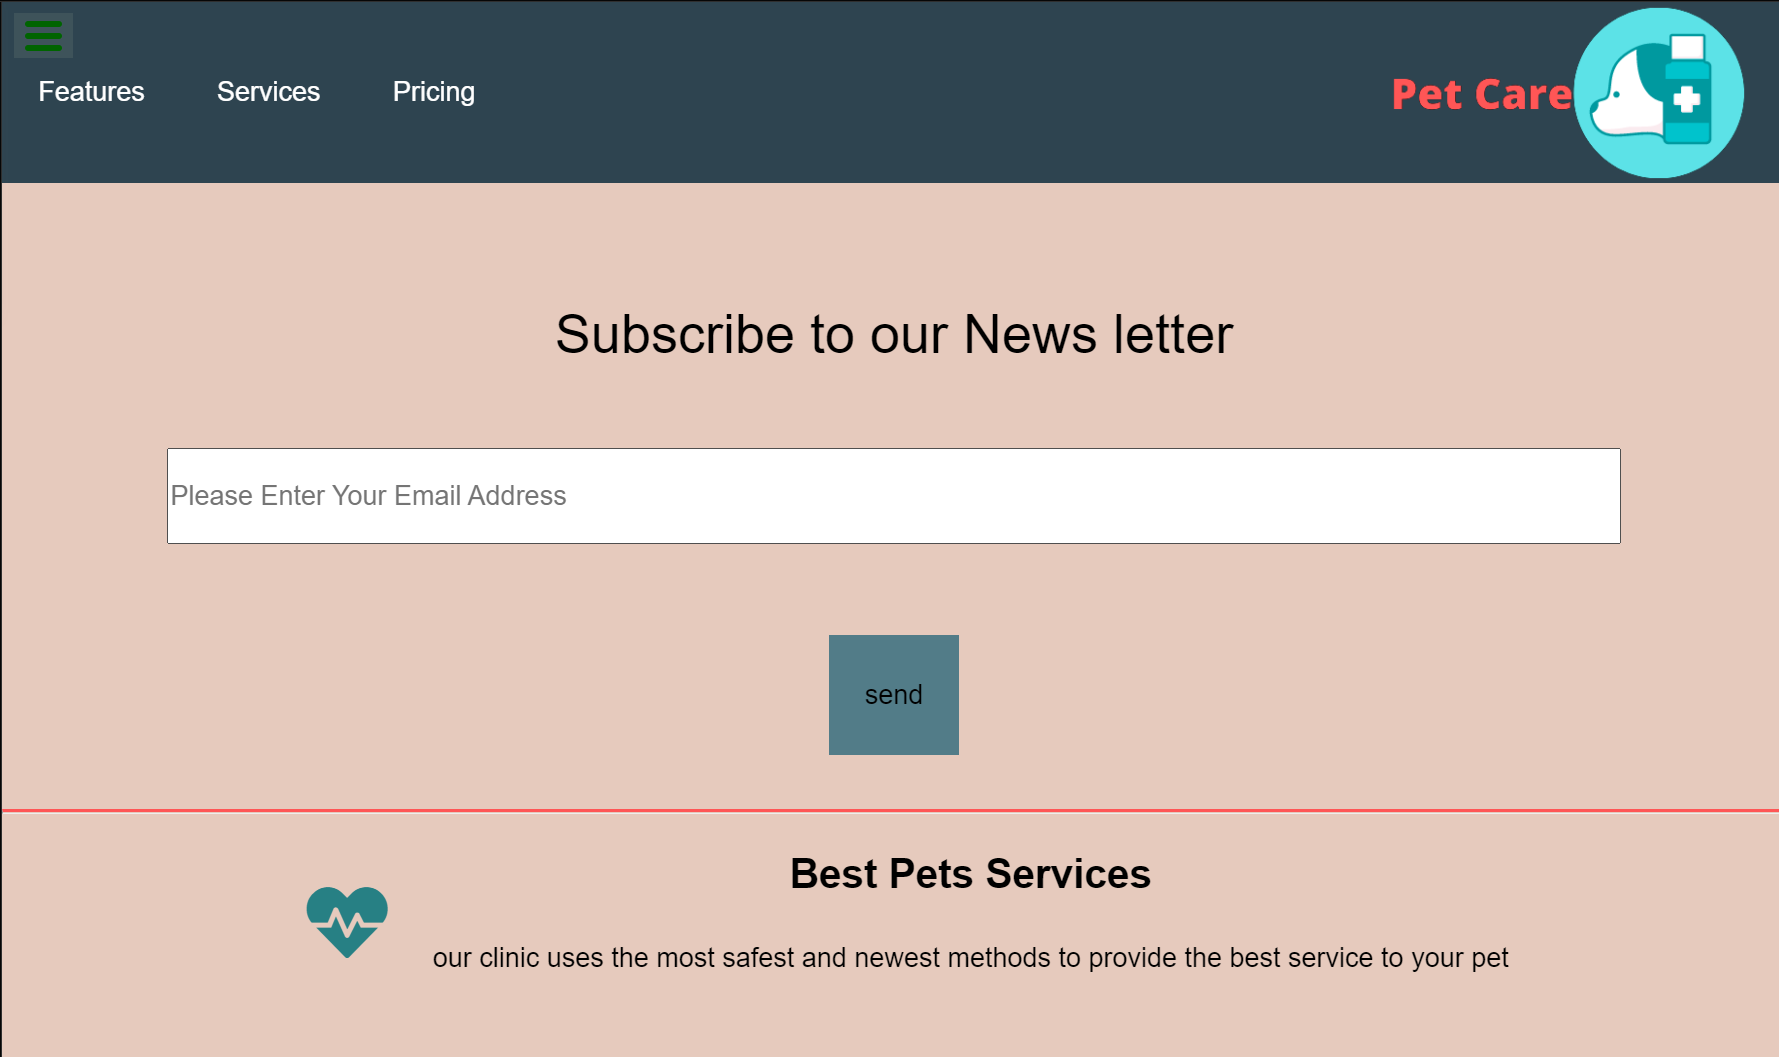 Features Services Pricing
Pet Care
Subscribe to our News letter
Please Enter Your Email Address
send
Best Pets Services
our clinic uses the most safest and newest methods to provide the best service to your pet